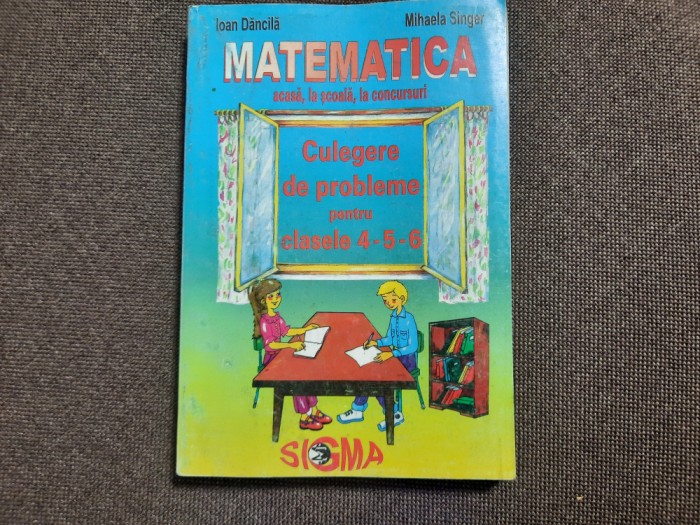 Ioan Dăncilă
Mihaela Singer
MATEMATICA
acasă, la școală, la concursuri
Culegere
de probleme
pentru
clasele 4-5-6
SIGMA